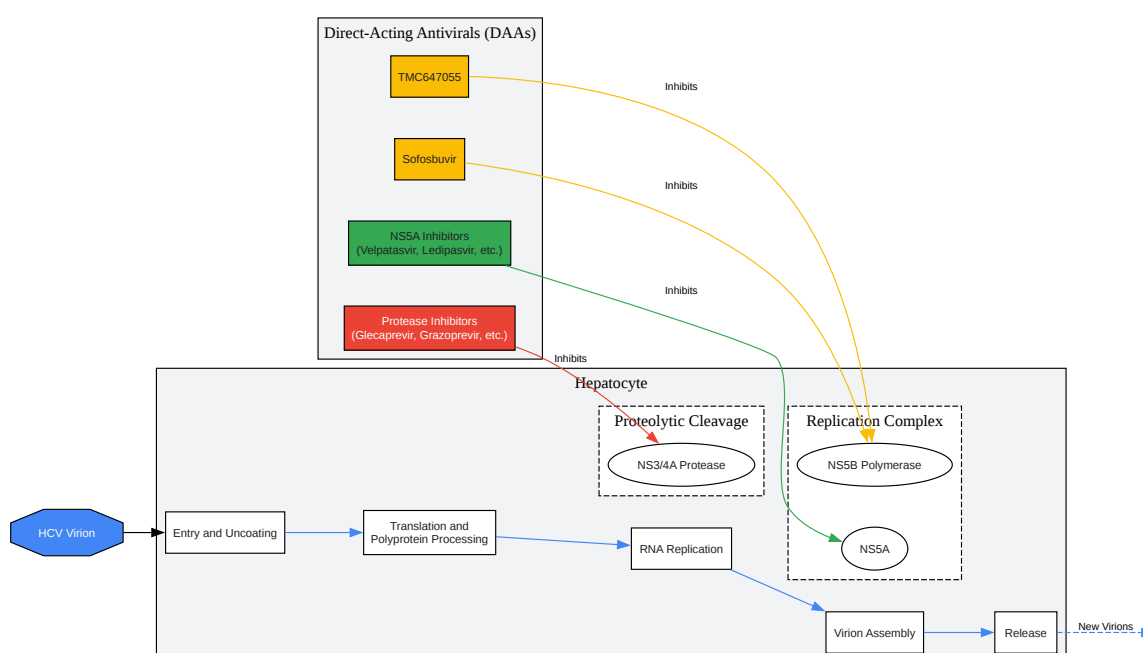 Direct-Acting Antivirals (DAAs)
TMC647055
Inhibits
Sofosbuvir
Inhibits
NS5A Inhibitors
(Velpatasvir, Ledipasvir, etc.)
Inhibits
Protease Inhibitors
(Glecaprevir, Grazoprevir, etc.)
Inhibits
Hepatocyte
Proteolytic Cleavage
Replication Complex
NS3/4A Protease
NS5B Polymerase
HCV Virion
Entry and Uncoating
Translation and
Polyprotein Processing
RNA Replication
NS5A
Virion Assembly
Release
New Virions